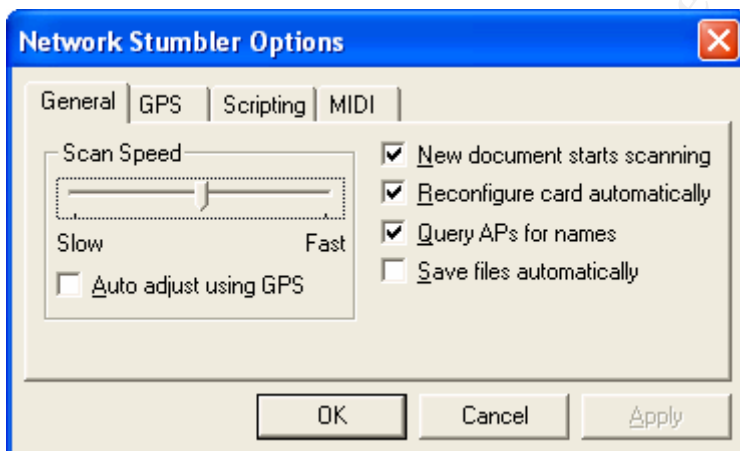 Network Stumbler Options
General GPS Scripting MIDI
Scan Speed
Slow Fast
Auto adjust using GPS
New document starts scanning
Reconfigure card automatically
Query APs for names
Save files automatically
OK Cancel Apply